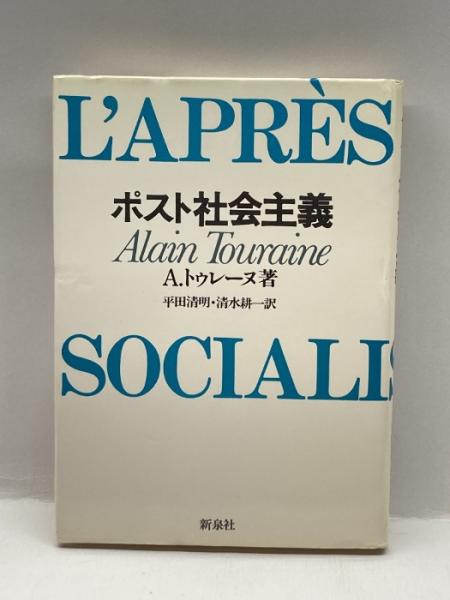 L'APRÈS
ポスト社会主義
Alain Touraine
A.トゥレーヌ著
平田清明・清水耕一訳
SOCIALIS
新泉社